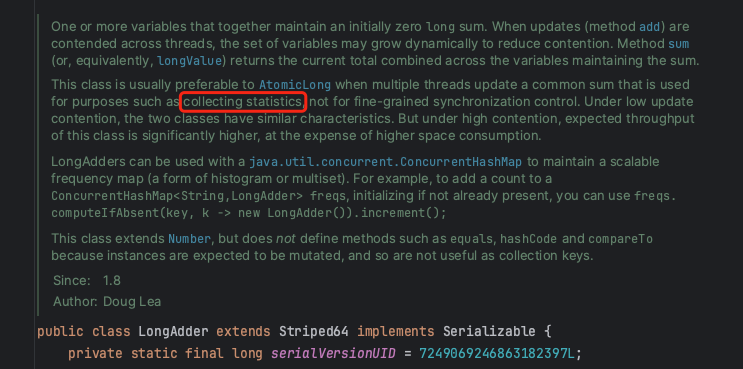 One or more variables that together maintain an initially zero long sum. When updates (method add) are
contended across threads, the set of variables may grow dynamically to reduce contention. Method sum
(or, equivalently, longValue) returns the current total combined across the variables maintaining the sum.
This class is usually preferable to AtomicLong when multiple threads update a common sum that is used
for purposes such as collecting statistics, not for fine-grained synchronization control. Under low update
contention, the two classes have similar characteristics. But under high contention, expected throughput
of this class is significantly higher, at the expense of higher space consumption.
LongAdders can be used with a java.util.concurrent.ConcurrentHashMap to maintain a scalable
frequency map (a form of histogram or multiset). For example, to add a count to a
ConcurrentHashMap<String,LongAdder> freqs, initializing if not already present, you can use freqs.
computeIfAbsent(key, k -> new LongAdder()).increment();
This class extends Number, but does not define methods such as equals, hashCode and compareTo
because instances are expected to be mutated, and so are not useful as collection keys.
Since: 1.8
Author: Doug Lea
public class LongAdder extends Striped64 implements Serializable {
private static final long serialVersionUID = 7249069246863182397L;